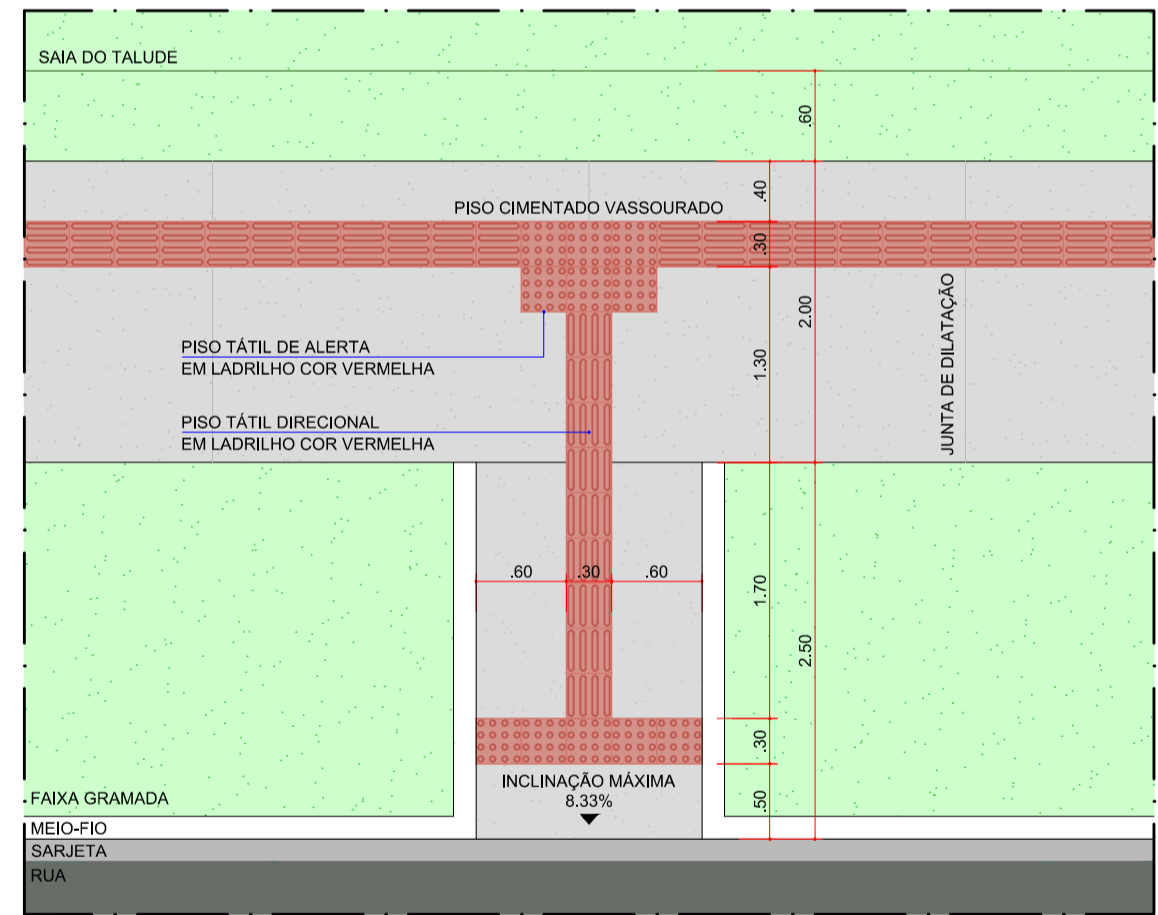 SAIA DO TALUDE
.60
.40
PISO CIMENTADO VASSOURADO
.30
2.00
JUNTA DE DILATAÇÃO
PISO TÁTIL DE ALERTA
EM LADRILHO COR VERMELHA
1.30
PISO TÁTIL DIRECIONAL
EM LADRILHO COR VERMELHA
.60 .30 .60
1.70
2.50
.30
INCLINAÇÃO MÁXIMA
8.33%
.50
FAIXA GRAMADA
MEIO-FIO
SARJETA
RUA